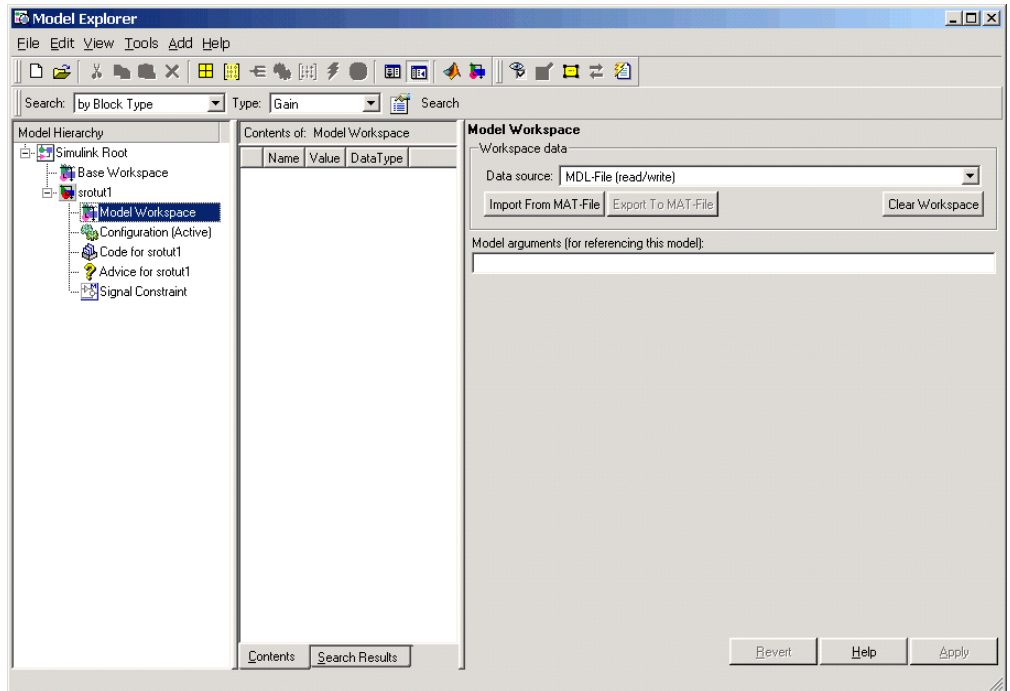 Model Explorer
File Edit View Tools Add Help
Search: by Block Type Type: Gain Search
Model Hierarchy
Simulink Root
Base Workspace
srotut1
Model Workspace
Configuration (Active)
Code for srotut1
Advice for srotut1
Signal Constraint
Contents of: Model Workspace
Name Value DataType
Contents Search Results
Model Workspace
Workspace data
Data source: MDL-File (read/write)
Import From MAT-File Export To MAT-File Clear Workspace
Model arguments (for referencing this model):
Revert Help Apply